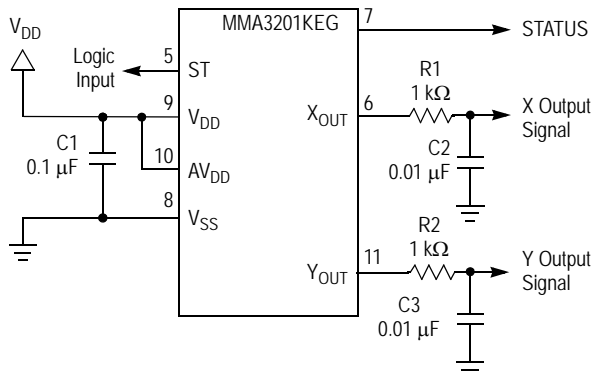 V_DD
MMA3201KEG
7
STATUS
Logic
Input
5
ST
R1
1 kΩ
9
V_DD
X_OUT
6
X Output
Signal
C1
0.1 μF
10
AV_DD
C2
0.01 μF
8
V_SS
R2
1 kΩ
Y_OUT
11
Y Output
Signal
C3
0.01 μF